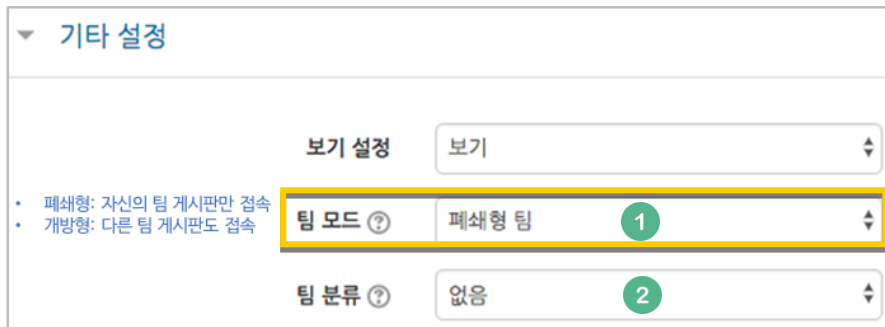 기타 설정
보기 설정 보기
• 폐쇄형: 자신의 팀 게시판만 접속
• 개방형: 다른 팀 게시판도 접속
팀 모드 ? 폐쇄형 팀 1
팀 분류 ? 없음 2